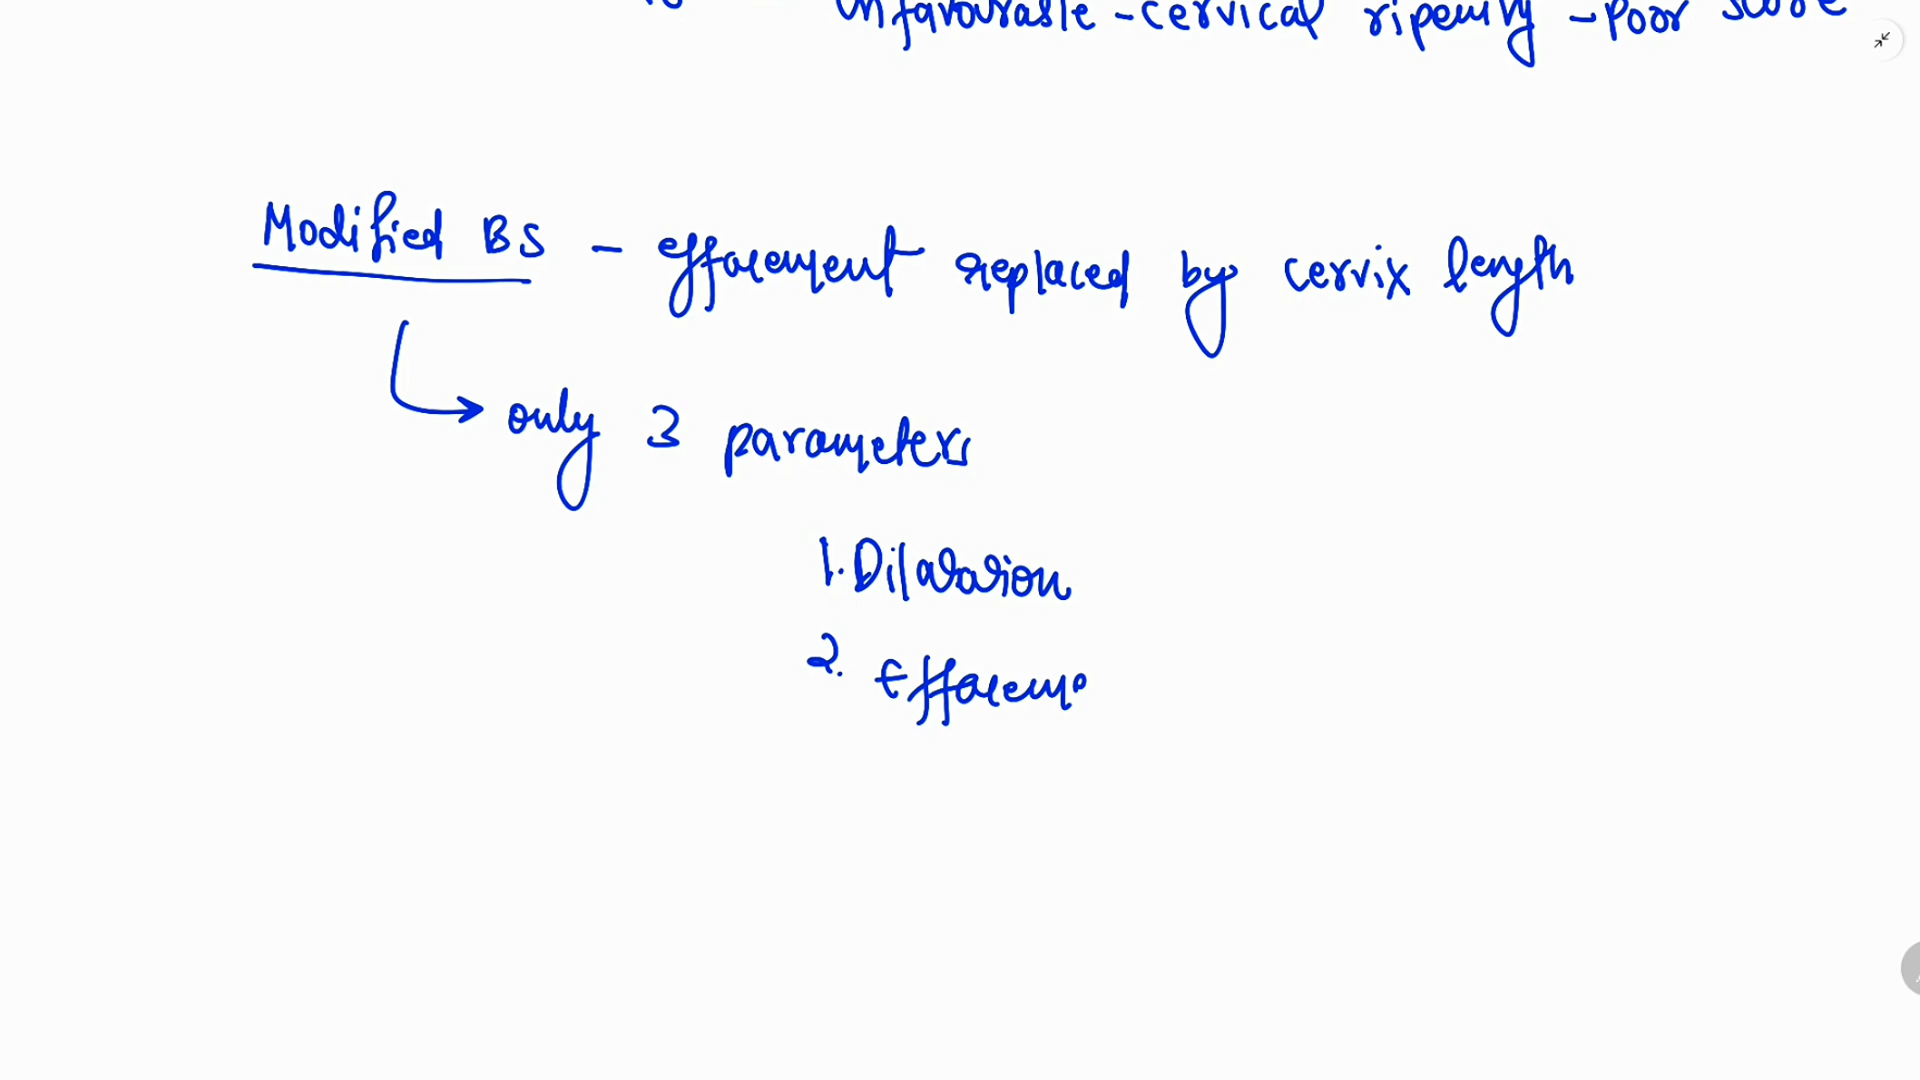 unfavourable - cervical ripening - poor score
Modified BS - effacement replaced by cervix length
→ only 3 parameters
1. Dilatation
2. Effaceme